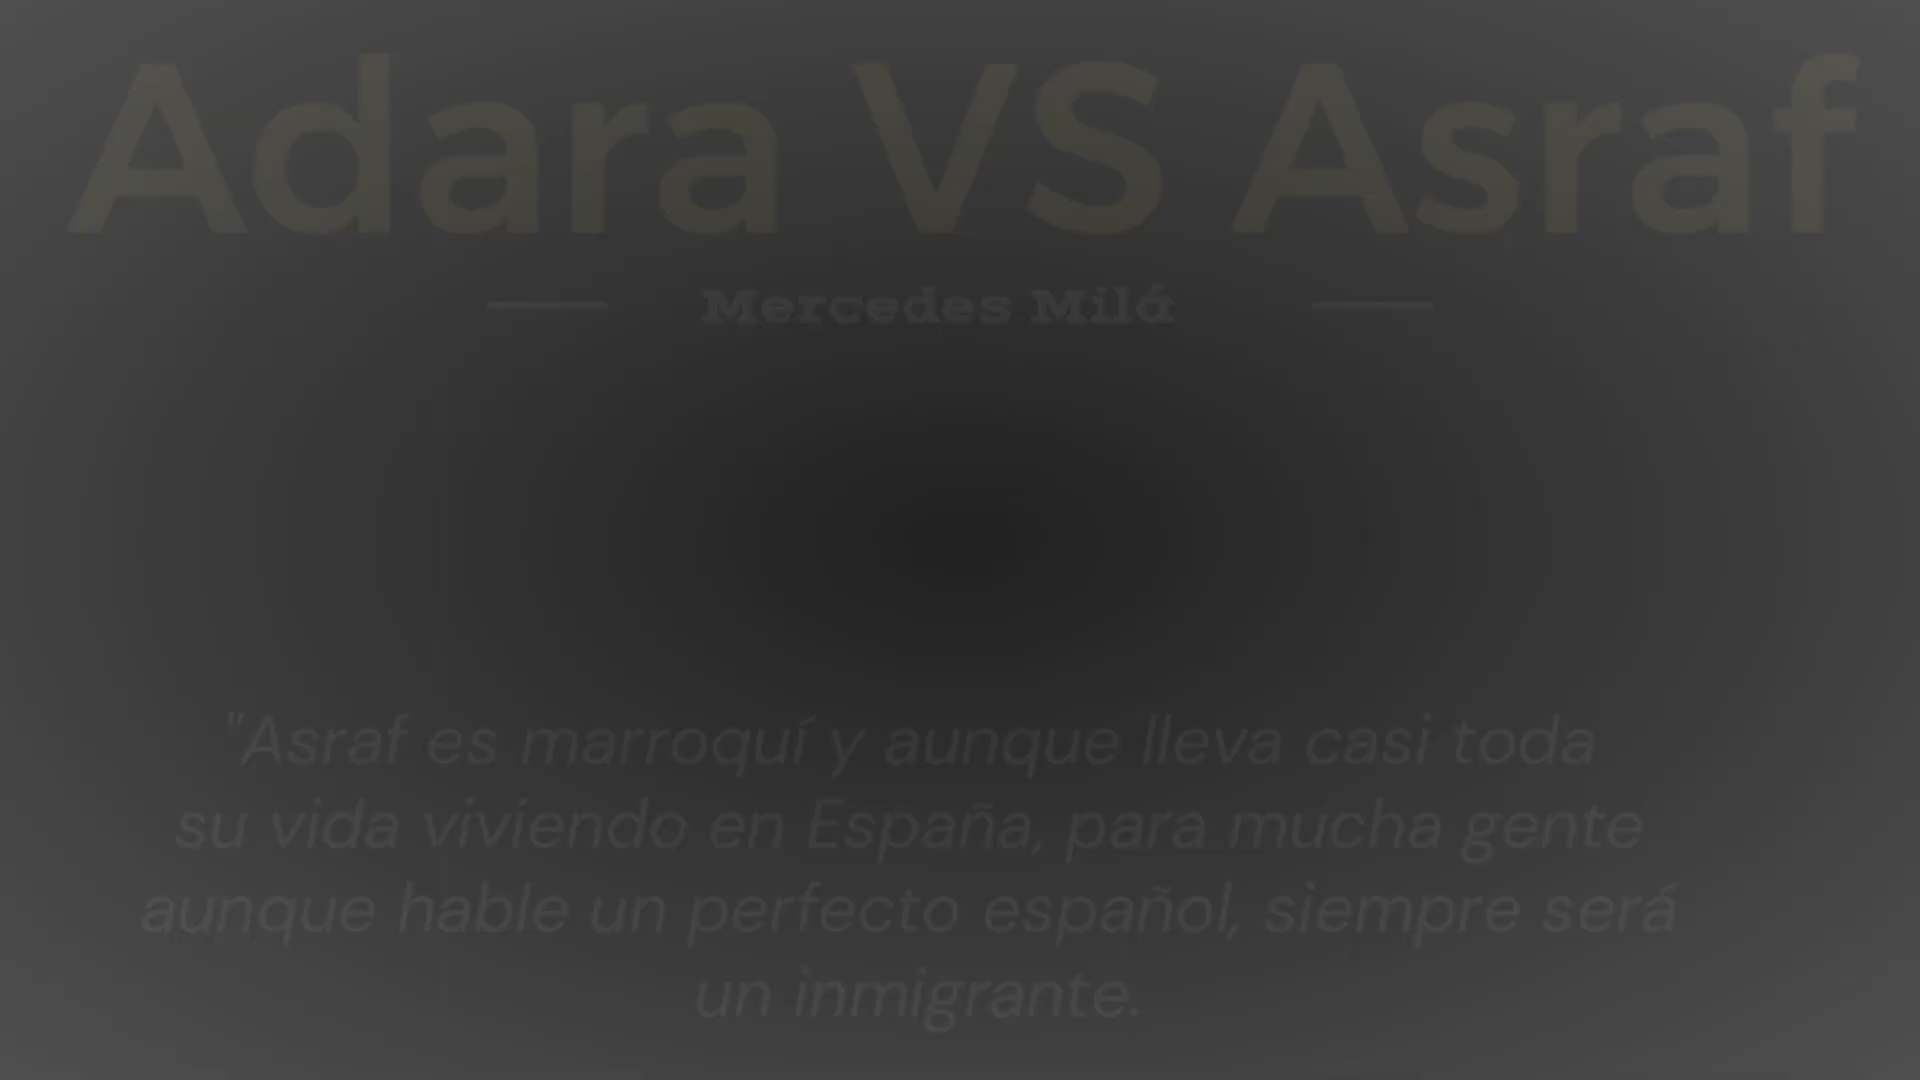 Adara VS Asraf
Mercedes Milá
"Asraf es marroquí y aunque lleva casi toda
su vida viviendo en España, para mucha gente
aunque hable un perfecto español, siempre será
un inmigrante.